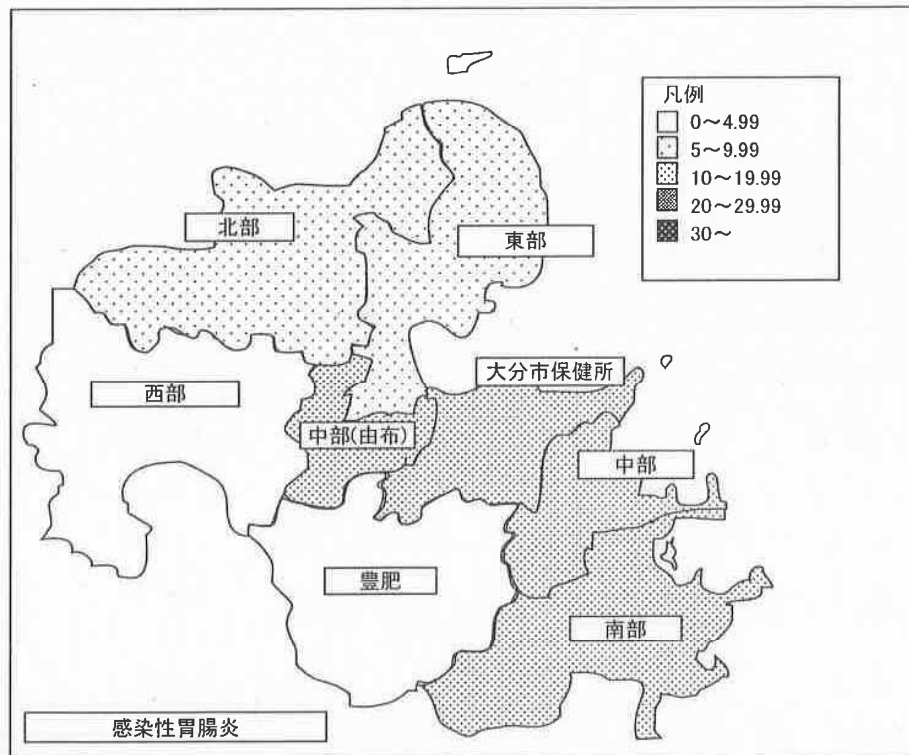 凡例
0～4.99
5～9.99
10～19.99
20～29.99
30～
北部
東部
大分市保健所
西部
中部(由布)
中部
豊肥
南部
感染性胃腸炎